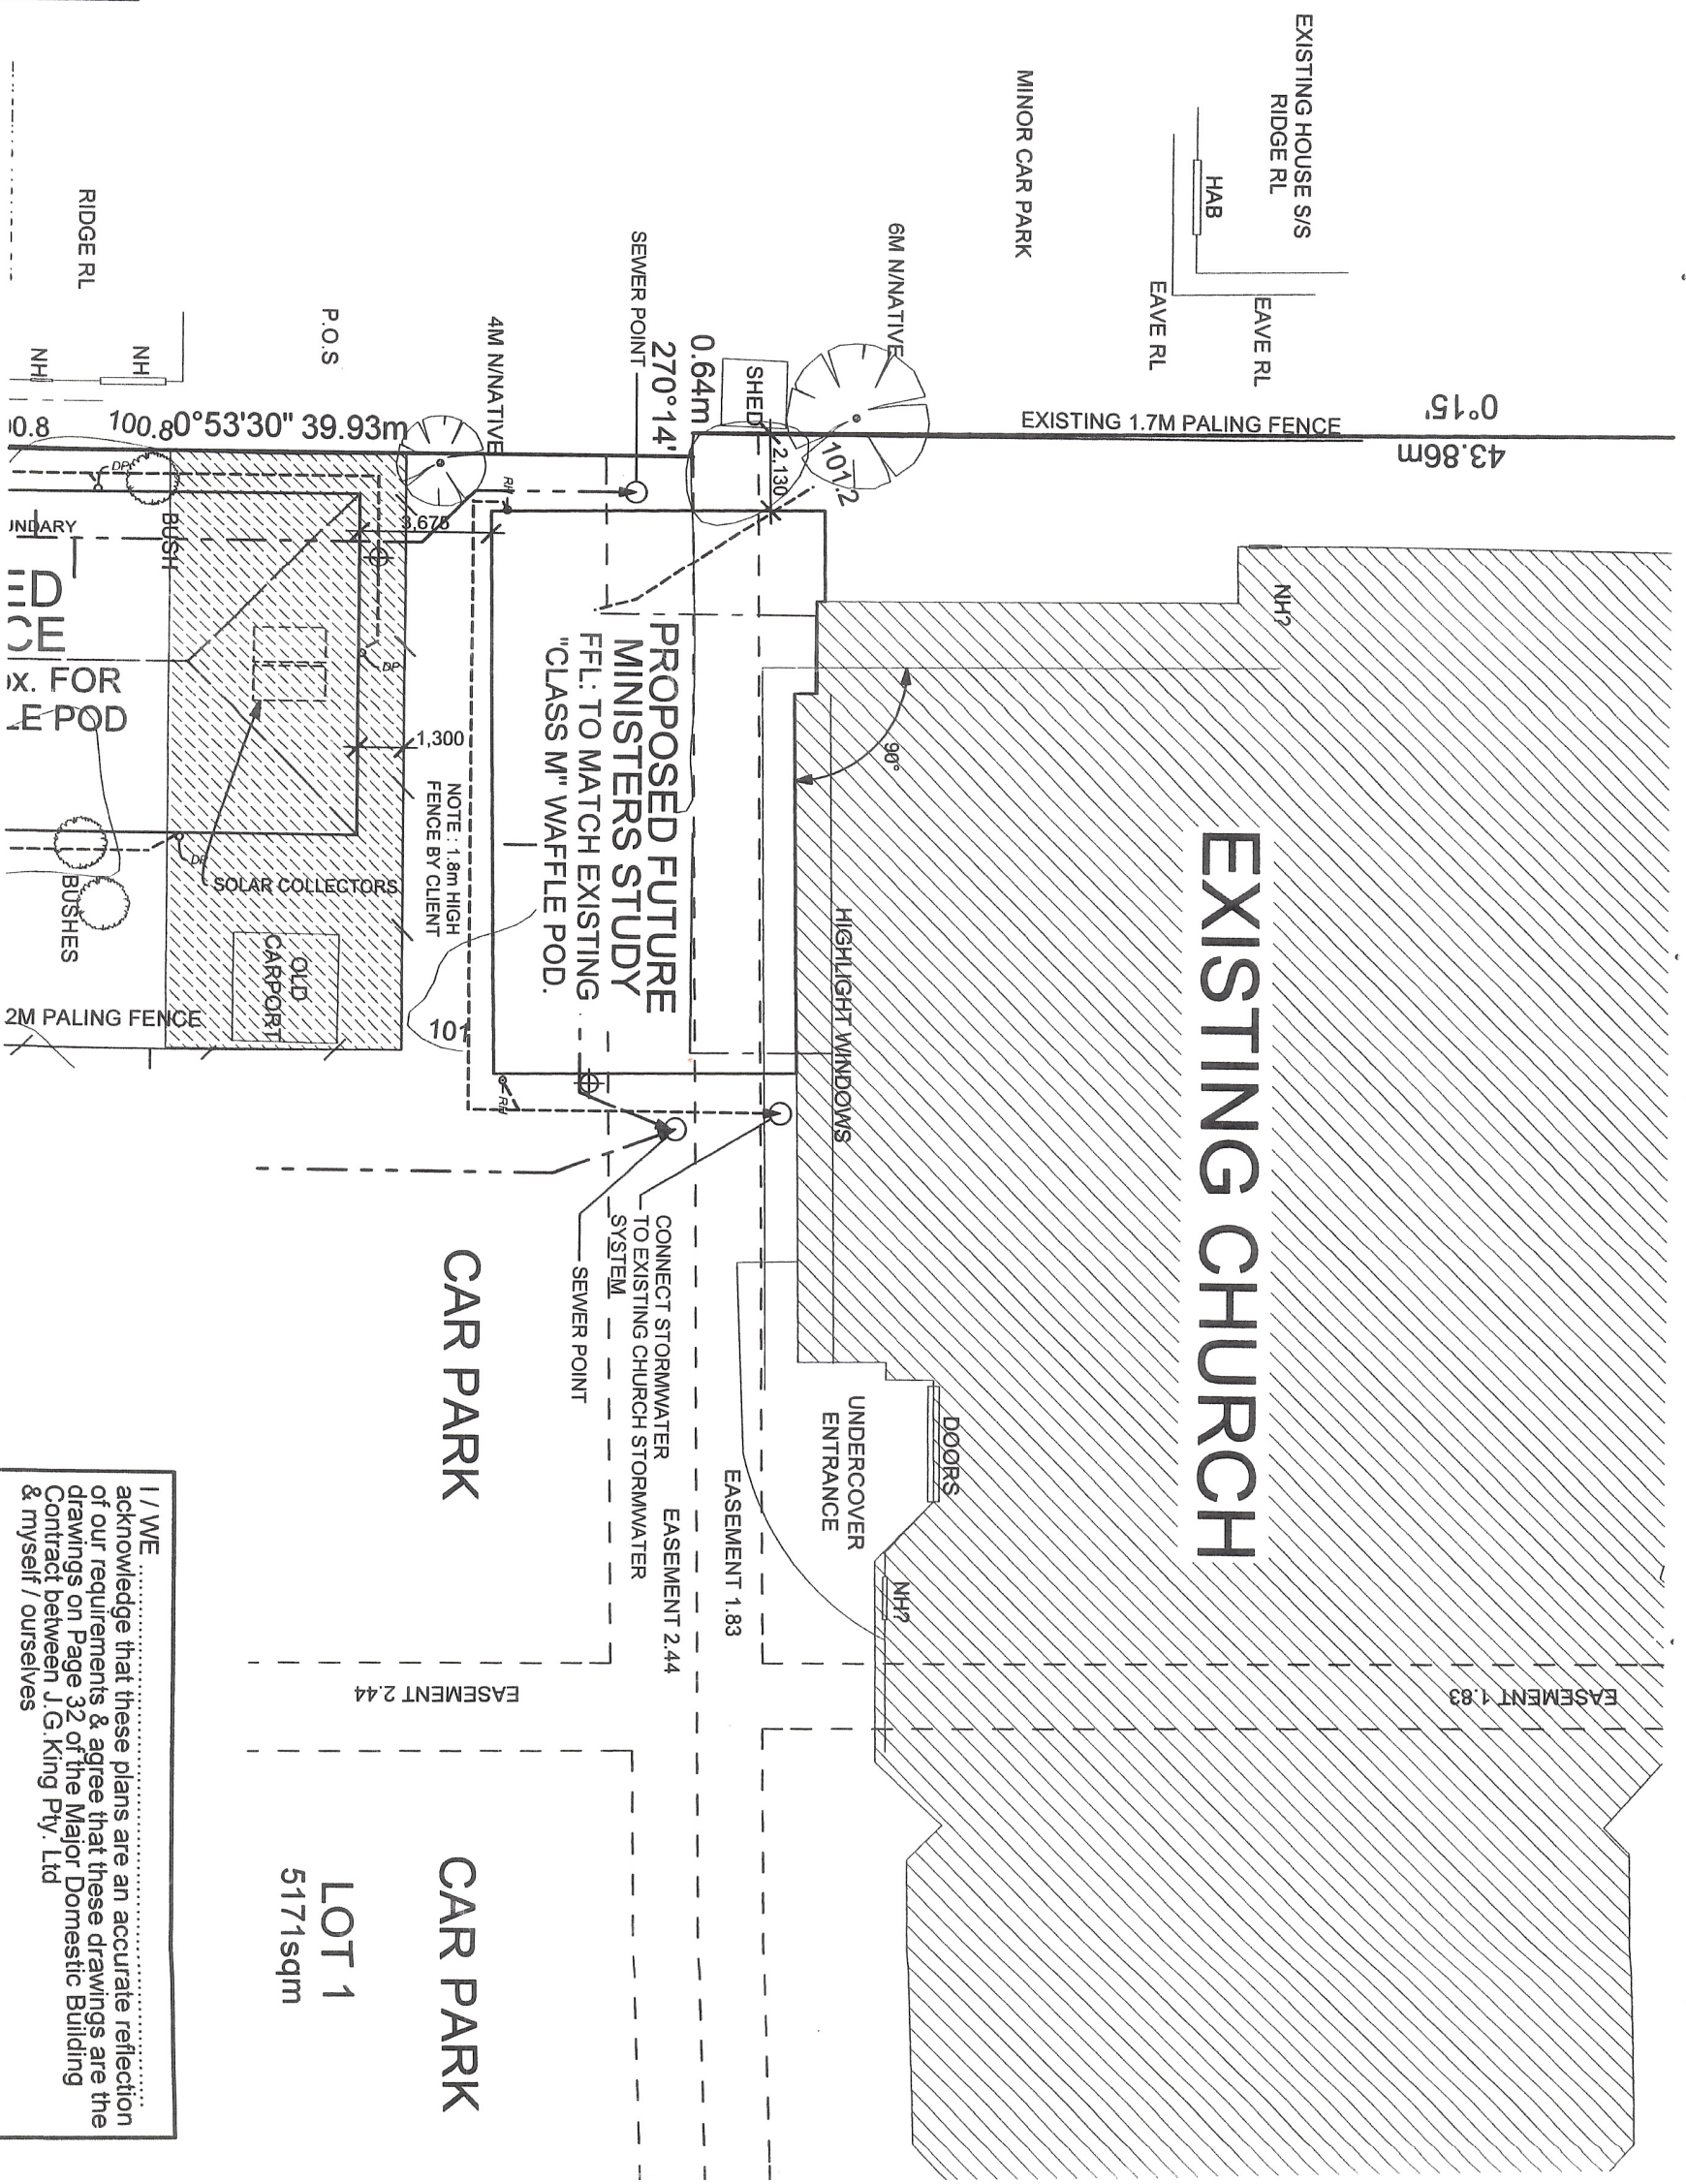 EXISTING HOUSE S/S
RIDGE RL
HAB
EAVE RL
EAVE RL
MINOR CAR PARK
6M N/NATIVE
0°15'
43.86m
EXISTING 1.7M PALING FENCE
SHED
2.130
101.2
0.64m
270°14'
SEWER POINT
4M N/NATIVE
P.O.S
RIDGE RL
NH
NH
100.8
0°53'30" 39.93m
DP
BUSH
RH
3,675
NH?
EXISTING CHURCH
90°
HIGHLIGHT WINDOWS
PROPOSED FUTURE
MINISTERS STUDY
FFL: TO MATCH EXISTING
"CLASS M" WAFFLE POD.
DP
1,300
NOTE : 1.8m HIGH
FENCE BY CLIENT
FOR
POD
DP
SOLAR COLLECTORS
BUSHES
OLD
CARPORT
2M PALING FENCE
101
RH
DOORS
UNDERCOVER
ENTRANCE
NH?
EASEMENT 1.83
EASEMENT 2.44
CONNECT STORMWATER
TO EXISTING CHURCH STORMWATER
SYSTEM
SEWER POINT
CAR PARK
EASEMENT 1.83
EASEMENT 2.44
CAR PARK
LOT 1
5171sqm
I / WE ..........................................................
acknowledge that these plans are an accurate reflection
of our requirements & agree that these drawings are the
drawings on Page 32 of the Major Domestic Building
Contract between J.G.King Pty. Ltd
& myself / ourselves